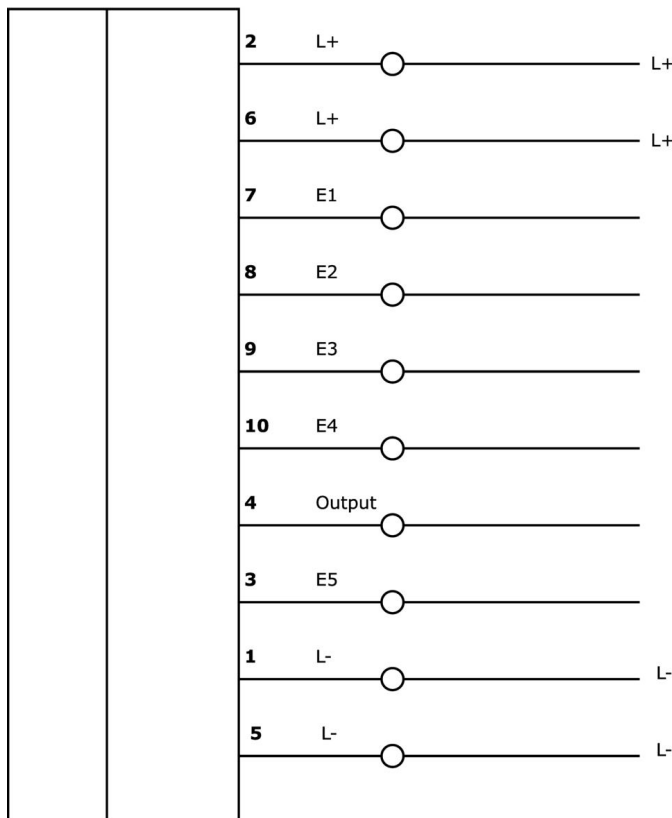 2 L+ L+
6 L+ L+
7 E1
8 E2
9 E3
10 E4
4 Output
3 E5
1 L- L-
5 L- L-